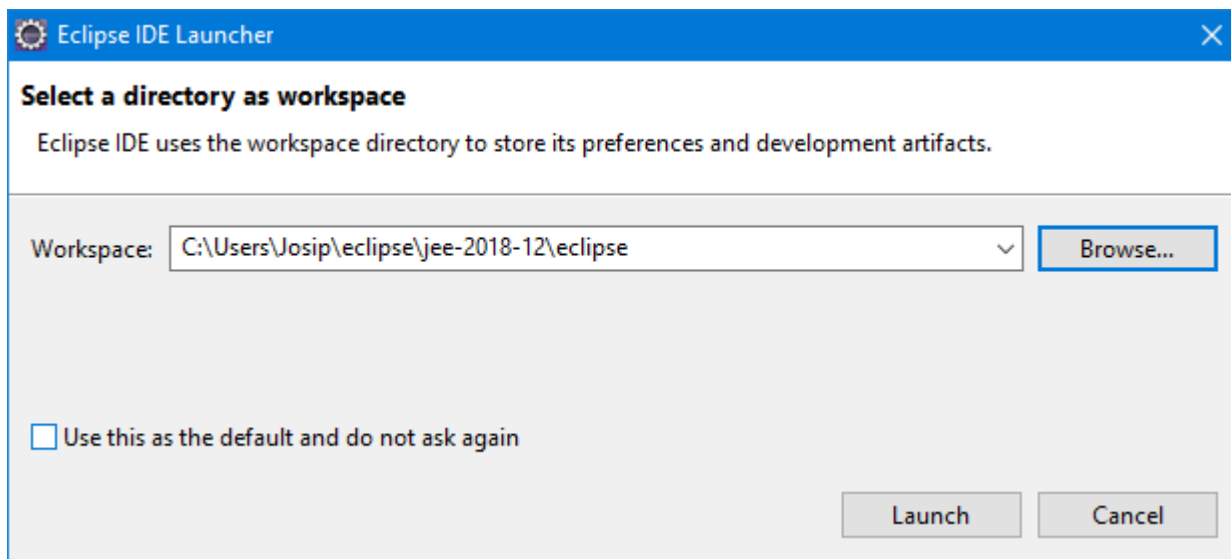 Eclipse IDE Launcher
Select a directory as workspace
Eclipse IDE uses the workspace directory to store its preferences and development artifacts.
Workspace: C:\Users\Josip\eclipse\jee-2018-12\eclipse Browse...
Use this as the default and do not ask again
Launch Cancel